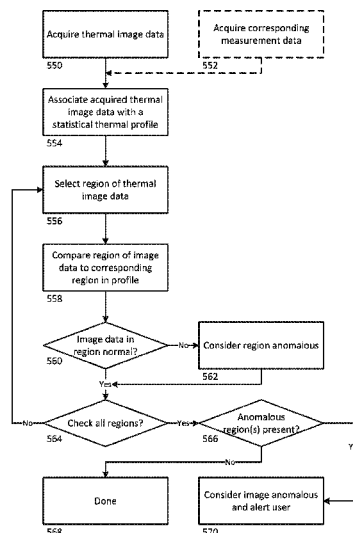 Acquire thermal image data
550
Acquire corresponding
measurement data
552
Associate acquired thermal
image data with a
statistical thermal profile
554
Select region of thermal
image data
556
Compare region of image
data to corresponding
region in profile
558
Image data in
region normal?
560
No
Consider region anomalous
562
Yes
No
Check all regions?
564
Yes
Anomalous
region(s) present?
566
Y
No
Done
568
Consider image anomalous
and alert user
570